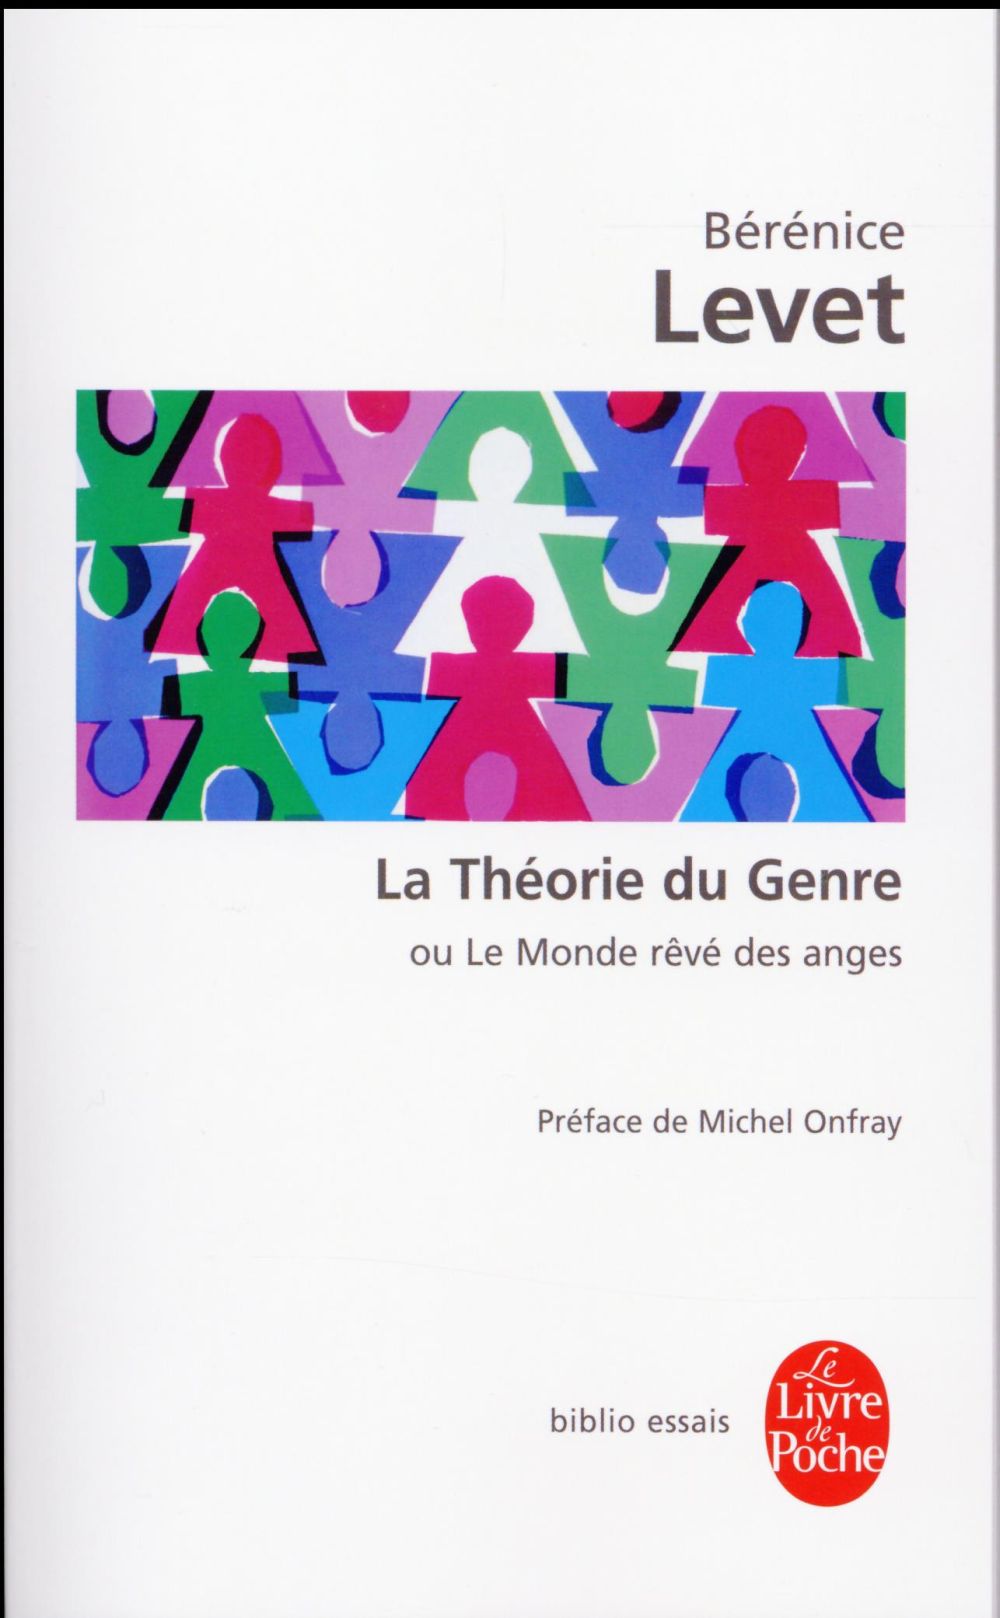 Bérénice
Levet
La Théorie du Genre
ou Le Monde rêvé des anges
Préface de Michel Onfray
biblio essais
Le
Livre
de
Poche